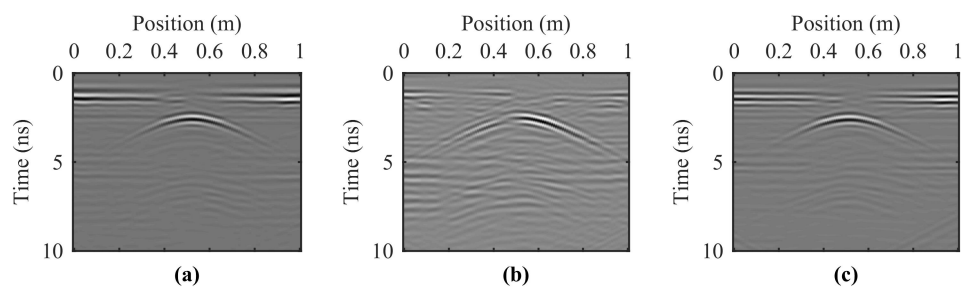 Position (m) Position (m) Position (m)
0 0.2 0.4 0.6 0.8 1 0 0.2 0.4 0.6 0.8 1 0 0.2 0.4 0.6 0.8 1
0 0 0
Time (ns) 5 Time (ns) 5 Time (ns) 5
10 10 10
(a) (b) (c)